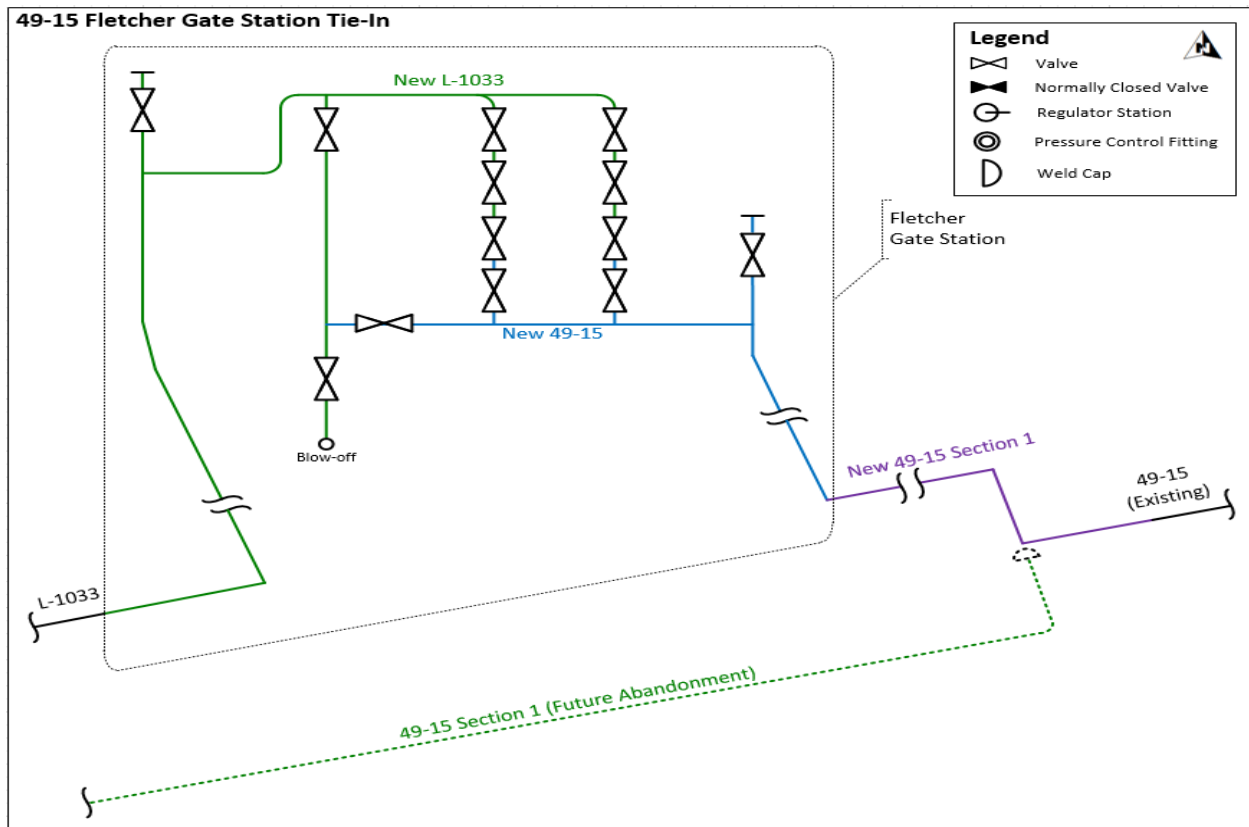 49-15 Fletcher Gate Station Tie-In
Legend
Valve
Normally Closed Valve
Regulator Station
Pressure Control Fitting
Weld Cap
New L-1033
Fletcher
Gate Station
New 49-15
Blow-off
New 49-15 Section 1
49-15
(Existing)
L-1033
49-15 Section 1 (Future Abandonment)